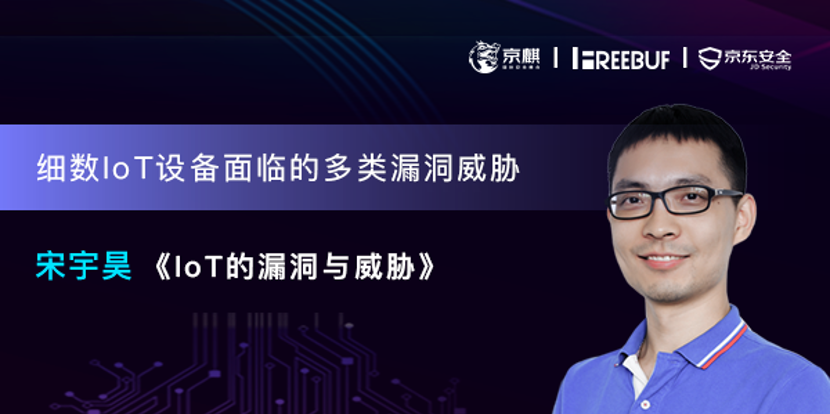 京麒 | FREEBUF | 京东安全
JD Security
细数IoT设备面临的多类漏洞威胁
宋宇昊 《IoT的漏洞与威胁》